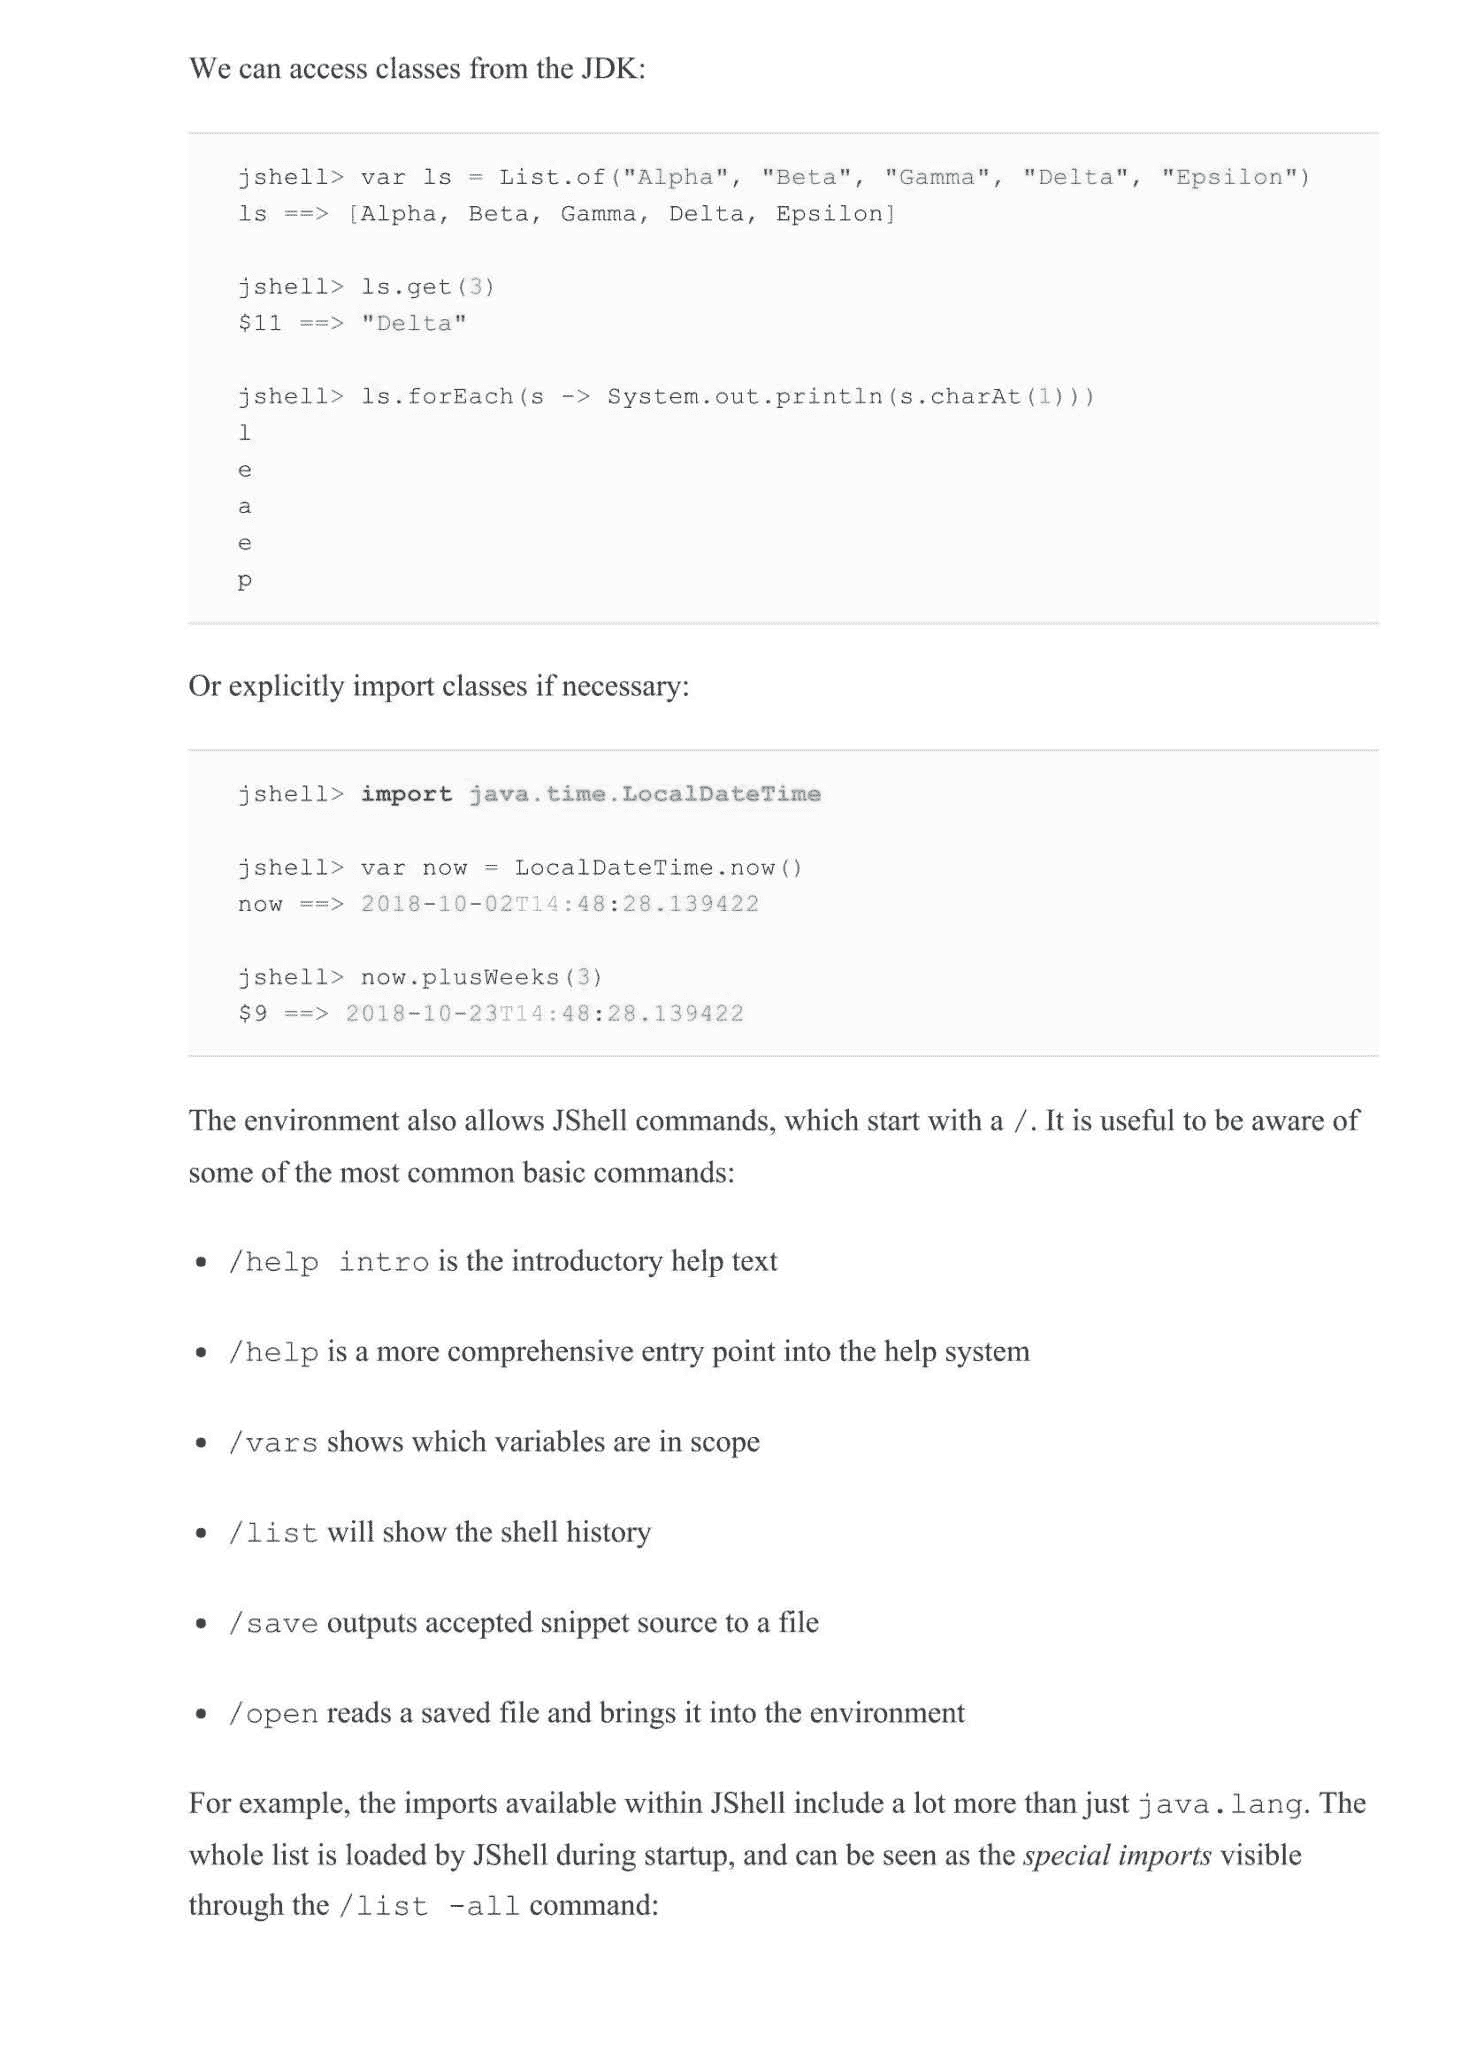 We can access classes from the JDK:
jshell> var ls = List.of("Alpha", "Beta", "Gamma", "Delta", "Epsilon")
ls ==> [Alpha, Beta, Gamma, Delta, Epsilon]
jshell> ls.get(3)
$11 ==> "Delta"
jshell> ls.forEach(s -> System.out.println(s.charAt(1)))
l
e
a
e
p
Or explicitly import classes if necessary:
jshell> import java.time.LocalDateTime
jshell> var now = LocalDateTime.now()
now ==> 2018-10-02T14:48:28.139422
jshell> now.plusWeeks(3)
$9 ==> 2018-10-23T14:48:28.139422
The environment also allows JShell commands, which start with a /. It is useful to be aware of
some of the most common basic commands:
• /help intro is the introductory help text
• /help is a more comprehensive entry point into the help system
• /vars shows which variables are in scope
• /list will show the shell history
• /save outputs accepted snippet source to a file
• /open reads a saved file and brings it into the environment
For example, the imports available within JShell include a lot more than just java.lang. The
whole list is loaded by JShell during startup, and can be seen as the special imports visible
through the /list -all command: